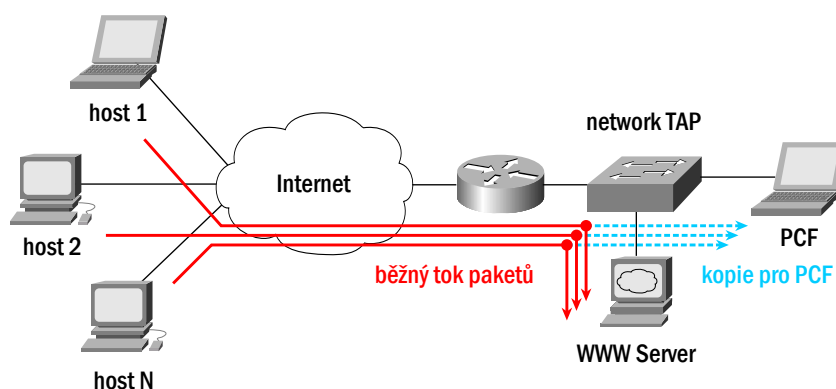 host 1
network TAP
Internet
host 2
PCF
běžný tok paketů
kopie pro PCF
WWW Server
host N